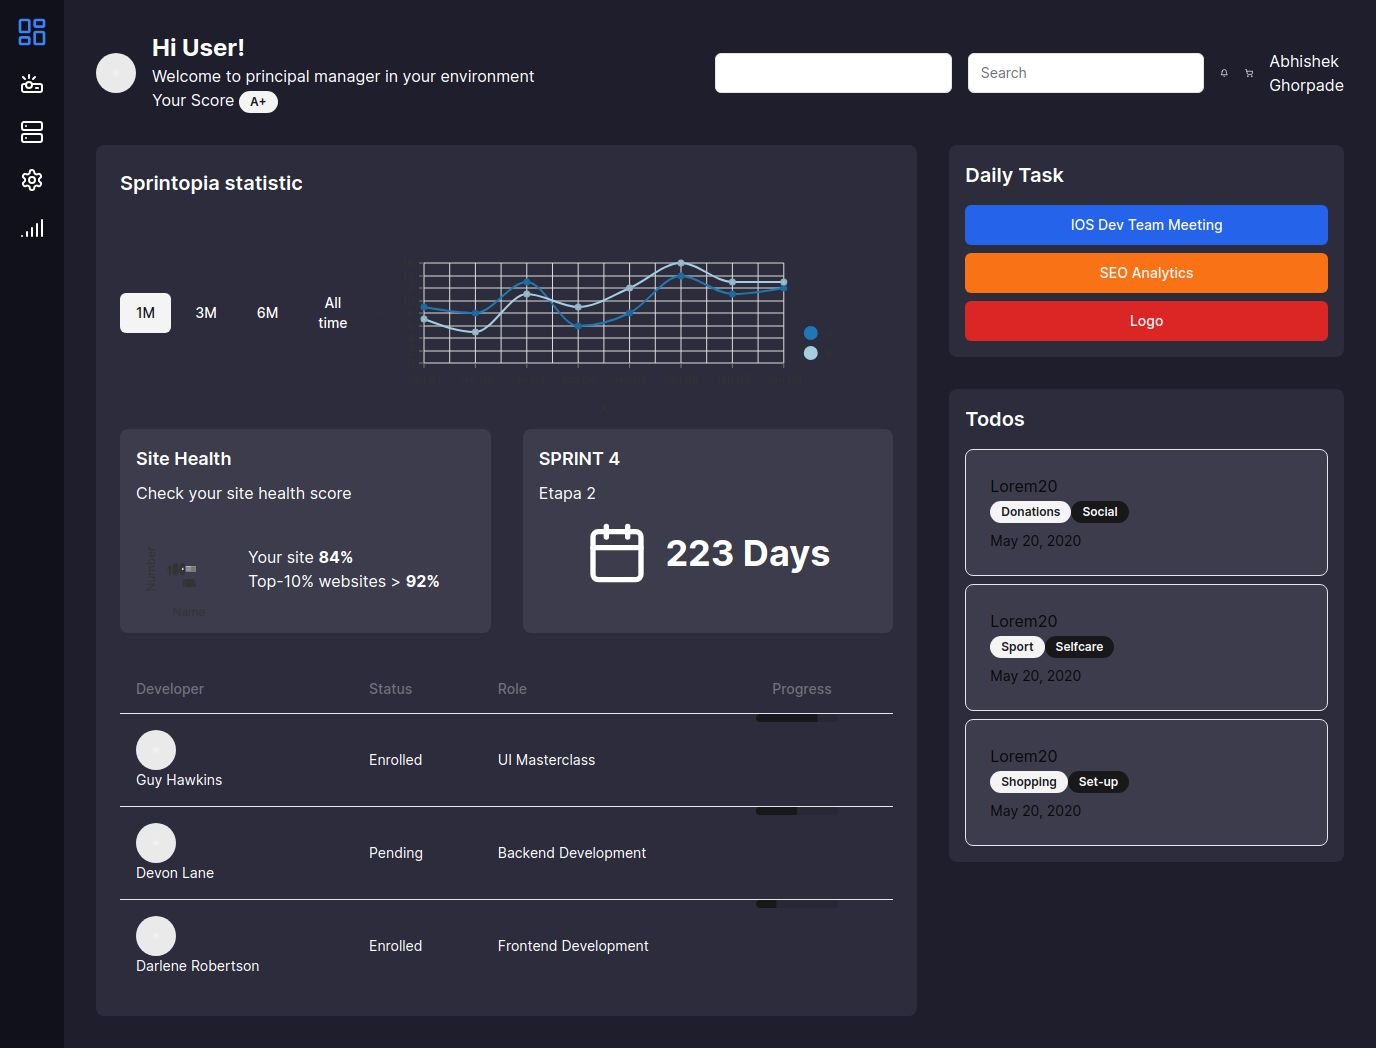 Hi User!
Welcome to principal manager in your environment
Your Score A+
Search
Abhishek
Ghorpade
Sprintopia statistic
1M
3M
6M
All
time
Daily Task
IOS Dev Team Meeting
SEO Analytics
Logo
Todos
Lorem20
Donations Social
May 20, 2020
Lorem20
Sport Selfcare
May 20, 2020
Lorem20
Shopping Set-up
May 20, 2020
Site Health
Check your site health score
Number
Name
Your site 84%
Top-10% websites > 92%
SPRINT 4
Etapa 2
223 Days
Developer Status Role Progress
Guy Hawkins Enrolled UI Masterclass
Devon Lane Pending Backend Development
Darlene Robertson Enrolled Frontend Development